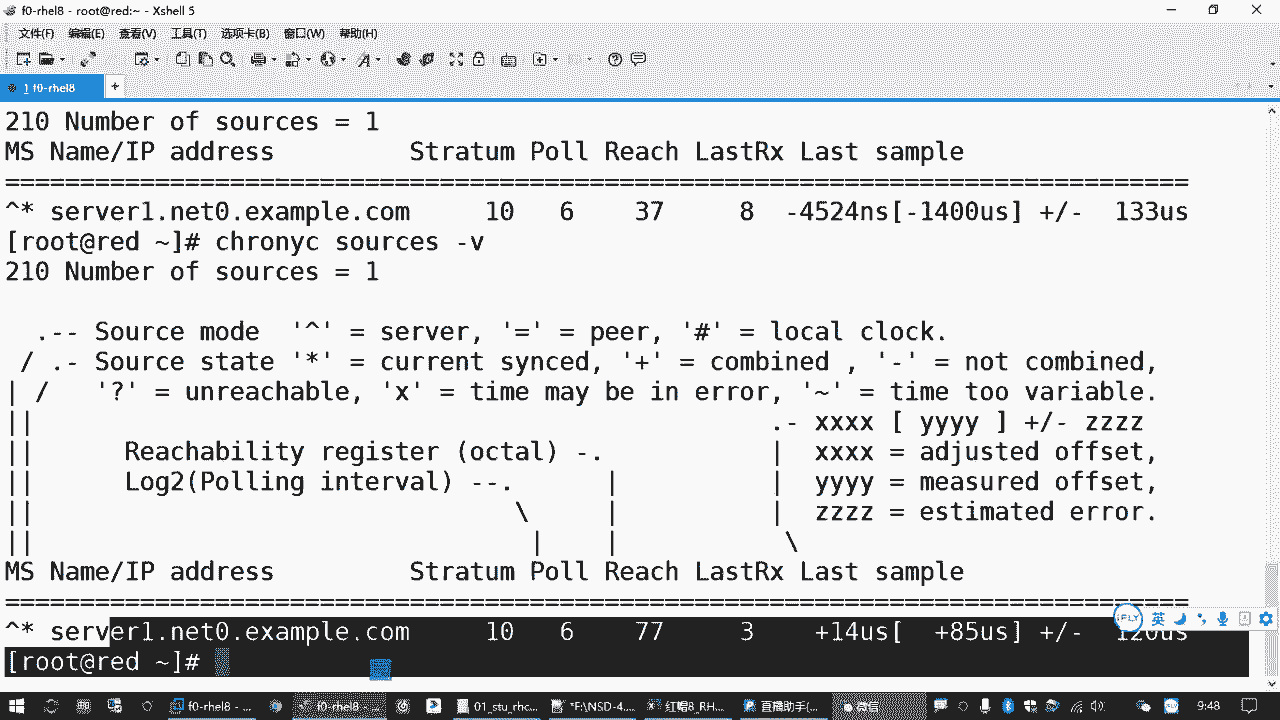 f0-rhel8 - root@red:~ - Xshell 5
文件(F) 编辑(E) 查看(V) 工具(T) 选项卡(B) 窗口(W) 帮助(H)
1 f0-rhel8 +
210 Number of sources = 1
MS Name/IP address         Stratum Poll Reach LastRx Last sample
===============================================================================
^* server1.net0.example.com     10   6    37     8  -4524ns[-1400us] +/-  133us
[root@red ~]# chronyc sources -v
210 Number of sources = 1
  .-- Source mode  '^' = server, '=' = peer, '#' = local clock.
 / .- Source state '*' = current synced, '+' = combined , '-' = not combined,
| /   '?' = unreachable, 'x' = time may be in error, '~' = time too variable.
||                                                 .- xxxx [ yyyy ] +/- zzzz
||      Reachability register (octal) -.           |  xxxx = adjusted offset,
||      Log2(Polling interval) --.      |          |  yyyy = measured offset,
||                                \     |          |  zzzz = estimated error.
||                                 |    |           \
MS Name/IP address         Stratum Poll Reach LastRx Last sample
===============================================================================
^* server1.net0.example.com     10   6    77     3    +14us[  +85us] +/-  120us
[root@red ~]#
iFLY 英
f0-rhel8 - ... f0-rhel8 -... 01_stu_rhc... *F:\NSD-4... 红帽8_RH... 直播助手(... 微信 9:48